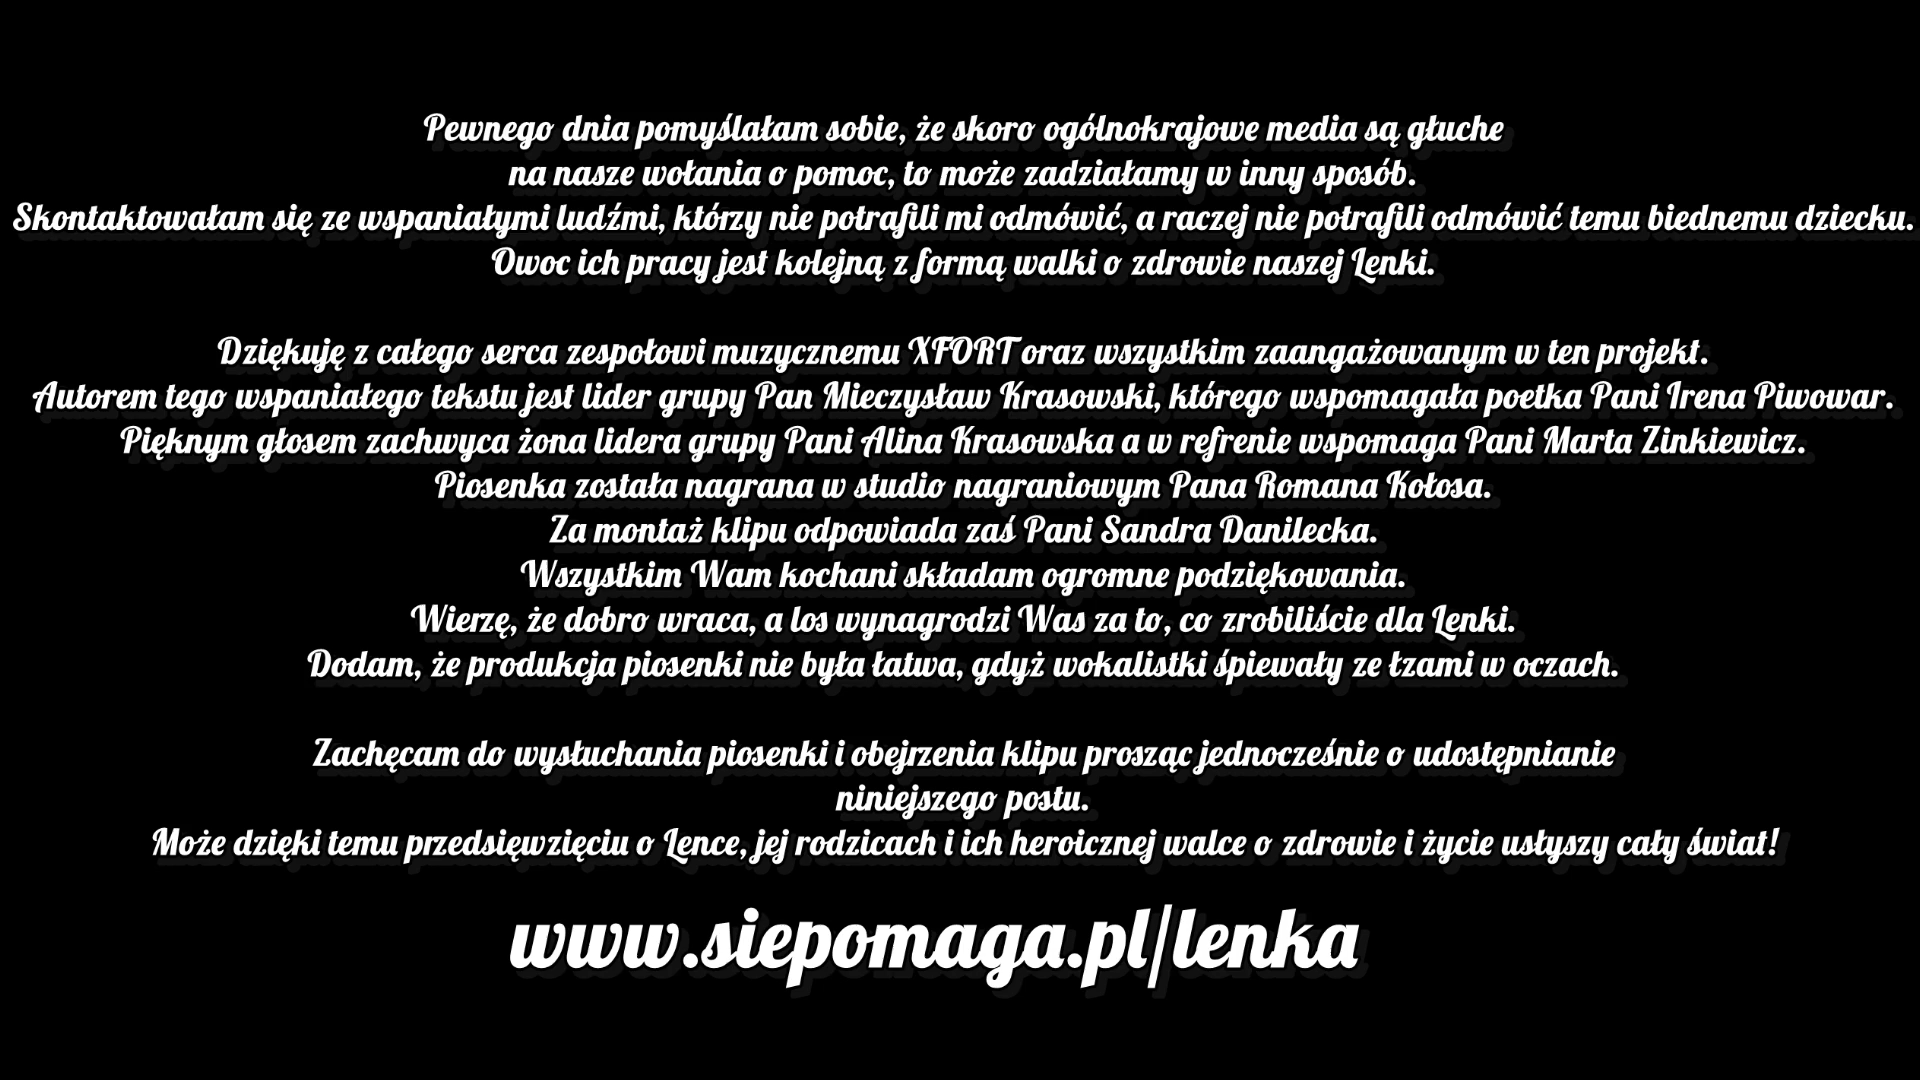 Pewnego dnia pomyślałam sobie, że skoro ogólnokrajowe media są głuche
na nasze wołania o pomoc, to może zadziałamy w inny sposób.
Skontaktowałam się ze wspaniałymi ludźmi, którzy nie potrafili mi odmówić, a raczej nie potrafili odmówić temu biednemu dziecku.
Owoc ich pracy jest kolejną z formą walki o zdrowie naszej Lenki.
Dziękuję z całego serca zespołowi muzycznemu XFORT oraz wszystkim zaangażowanym w ten projekt.
Autorem tego wspaniałego tekstu jest lider grupy Pan Mieczysław Krasowski, którego wspomagała poetka Pani Irena Piwowar.
Pięknym głosem zachwyca żona lidera grupy Pani Alina Krasowska a w refrenie wspomaga Pani Marta Zinkiewicz.
Piosenka została nagrana w studio nagraniowym Pana Romana Kołosa.
Za montaż klipu odpowiada zaś Pani Sandra Danilecka.
Wszystkim Wam kochani składam ogromne podziękowania.
Wierzę, że dobro wraca, a los wynagrodzi Was za to, co zrobiliście dla Lenki.
Dodam, że produkcja piosenki nie była łatwa, gdyż wokalistki śpiewały ze łzami w oczach.
Zachęcam do wysłuchania piosenki i obejrzenia klipu prosząc jednocześnie o udostępnianie
niniejszego postu.
Może dzięki temu przedsięwzięciu o Lence, jej rodzicach i ich heroicznej walce o zdrowie i życie usłyszy cały świat!
www.siepomaga.pl/lenka